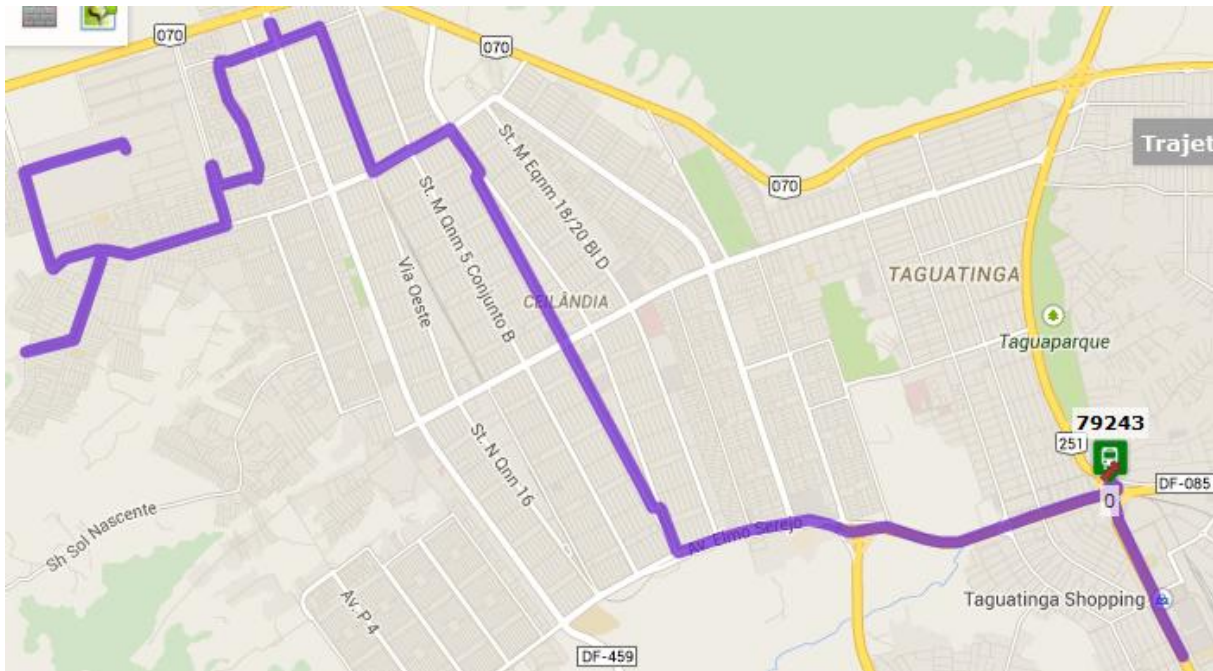 070
070
Trajet
St. M Eqnm 18/20 Bl D
070
St. M Qnm 5 Conjunto B
TAGUATINGA
Via Oeste
CEILÂNDIA
Taguaparque
79243
251
St. N Qnn 16
DF-085
0
Sh Sol Nascente
Av. Elmo Serejo
Av. P 4
Taguatinga Shopping
DF-459